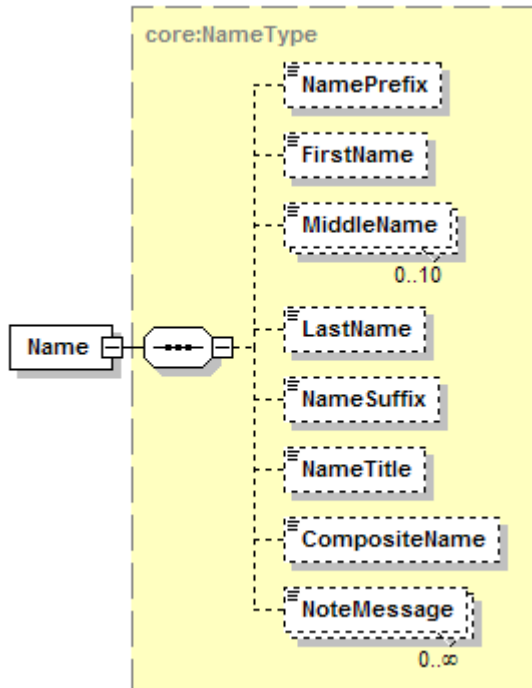 core:NameType
NamePrefix
FirstName
MiddleName
0..10
LastName
Name
NameSuffix
NameTitle
CompositeName
NoteMessage
0..∞